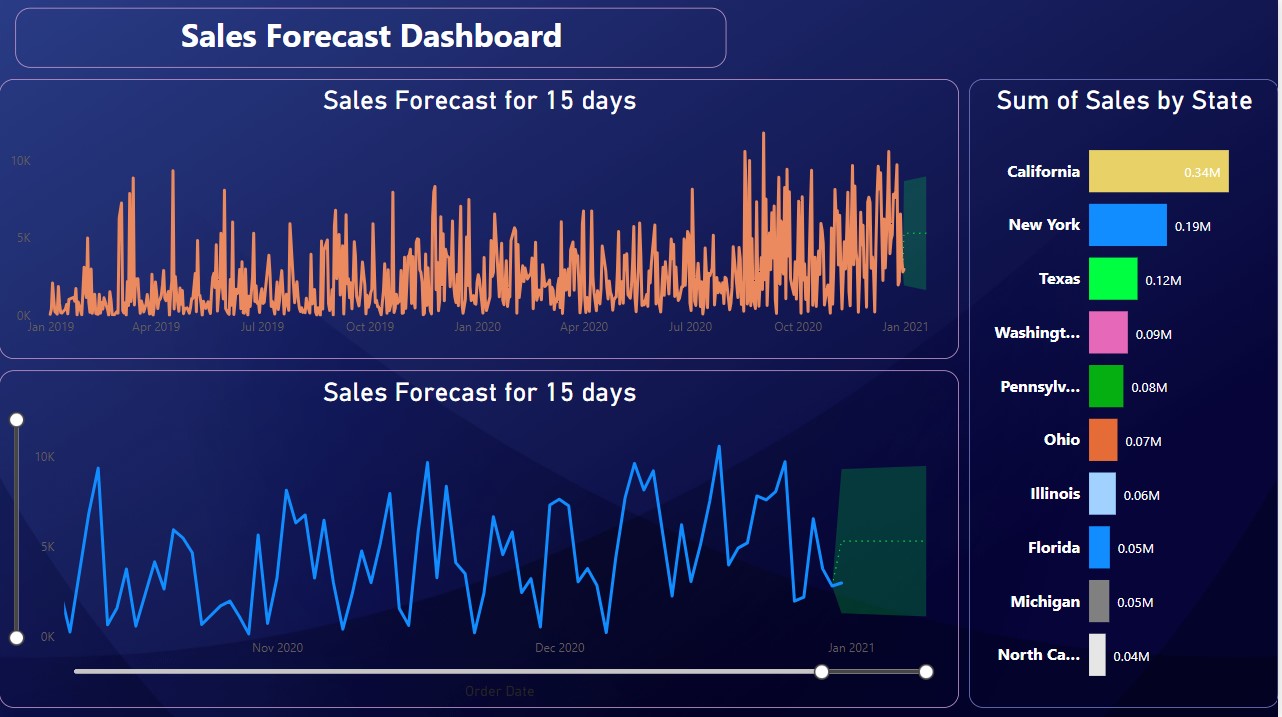 Sales Forecast Dashboard
Sales Forecast for 15 days
10K
5K
0K
Jan 2019 Apr 2019 Jul 2019 Oct 2019 Jan 2020 Apr 2020 Jul 2020 Oct 2020 Jan 2021
Sales Forecast for 15 days
10K
5K
0K
Nov 2020 Dec 2020 Jan 2021
Order Date
Sum of Sales by State
California 0.34M
New York 0.19M
Texas 0.12M
Washingt... 0.09M
Pennsylv... 0.08M
Ohio 0.07M
Illinois 0.06M
Florida 0.05M
Michigan 0.05M
North Ca... 0.04M